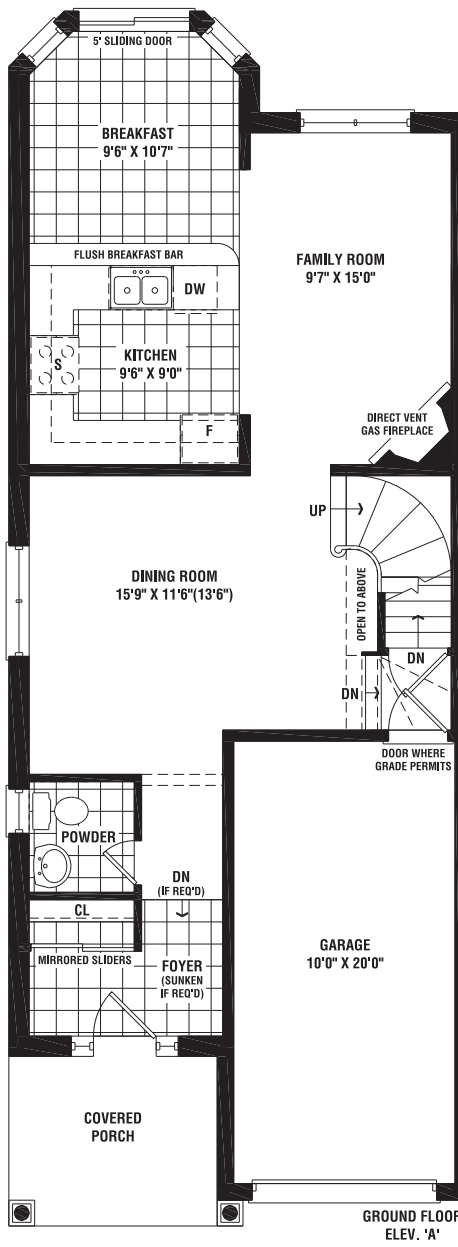 5' SLIDING DOOR
BREAKFAST
9'6" X 10'7"
FLUSH BREAKFAST BAR
FAMILY ROOM
9'7" X 15'0"
DW
KITCHEN
9'6" X 9'0"
S
F
DIRECT VENT
GAS FIREPLACE
UP
DINING ROOM
15'9" X 11'6"(13'6")
OPEN TO ABOVE
DN
DN
DOOR WHERE
GRADE PERMITS
POWDER
DN
(IF REQ'D)
CL
MIRRORED SLIDERS
FOYER
(SUNKEN
IF REQ'D)
GARAGE
10'0" X 20'0"
COVERED
PORCH
GROUND FLOOR
ELEV. 'A'